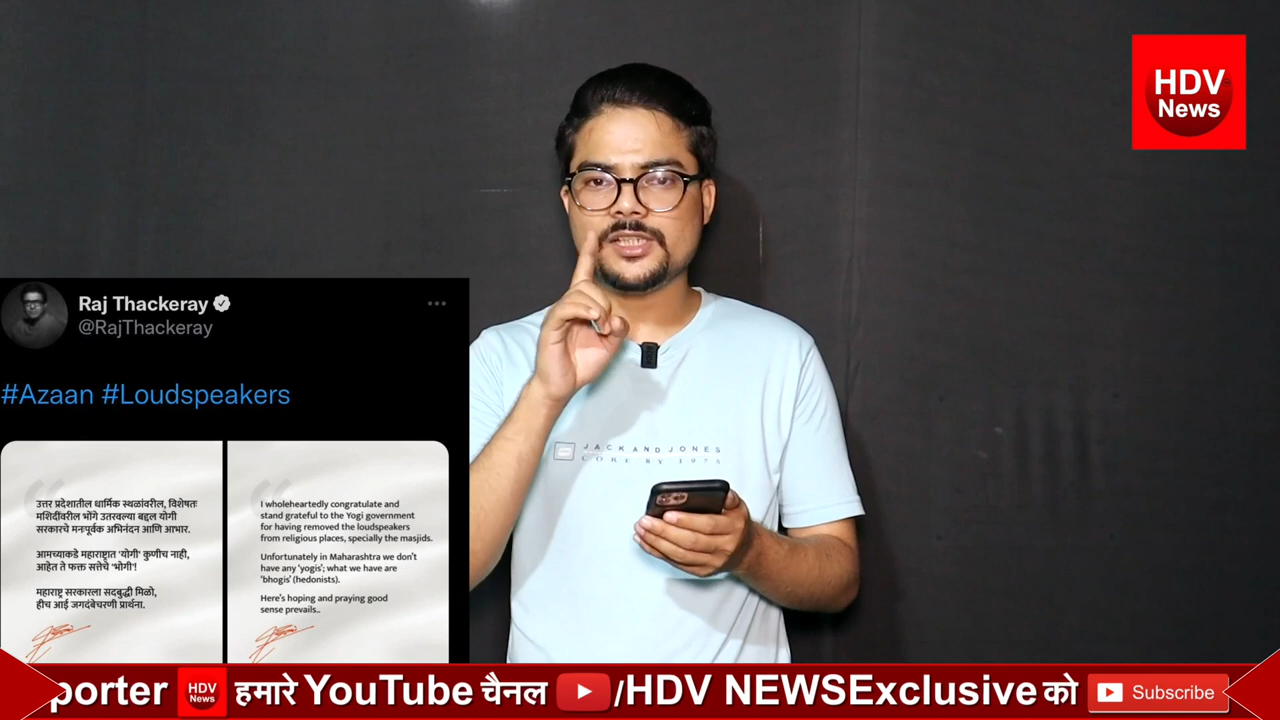 HDV
News
Raj Thackeray
@RajThackeray
#Azaan #Loudspeakers
उत्तर प्रदेशातील धार्मिक स्थळांवरील, विशेषतः
मशिदींवरील भोंगे उतरवल्या बद्दल योगी
सरकारचे मनःपूर्वक अभिनंदन आणि आभार.
आमच्याकडे महाराष्ट्रात 'योगी' कुणीच नाही,
आहेत ते फक्त सत्तेचे 'भोगी'!
महाराष्ट्र सरकारला सदबुद्धी मिळो,
हीच आई जगदंबेचरणी प्रार्थना.
I wholeheartedly congratulate and
stand grateful to the Yogi government
for having removed the loudspeakers
from religious places, specially the masjids.
Unfortunately in Maharashtra we don't
have any 'yogis'; what we have are
'bhogis' (hedonists).
Here's hoping and praying good
sense prevails..
JACK AND JONES
CORE BY 1975
porter HDV News हमारे YouTube चैनल /HDV NEWSExclusive को Subscribe